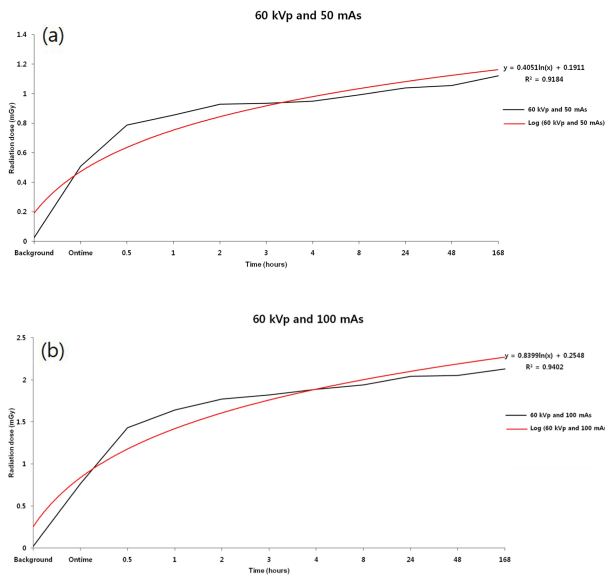 60 kVp and 50 mAs
(a)
1.4
1.2
1
0.8
0.6
0.4
0.2
0
Radiation dose (mGy)
y = 0.4051ln(x) + 0.1911
R² = 0.9184
60 kVp and 50 mAs
Log (60 kVp and 50 mAs)
Background Ontime 0.5 1 2 3 4 8 24 48 168
Time (hours)
60 kVp and 100 mAs
(b)
2.5
2
1.5
1
0.5
0
Radiation dose (mGy)
y = 0.8399ln(x) + 0.2548
R² = 0.9402
60 kVp and 100 mAs
Log (60 kVp and 100 mAs
Background Ontime 0.5 1 2 3 4 8 24 48 168
Time (hours)